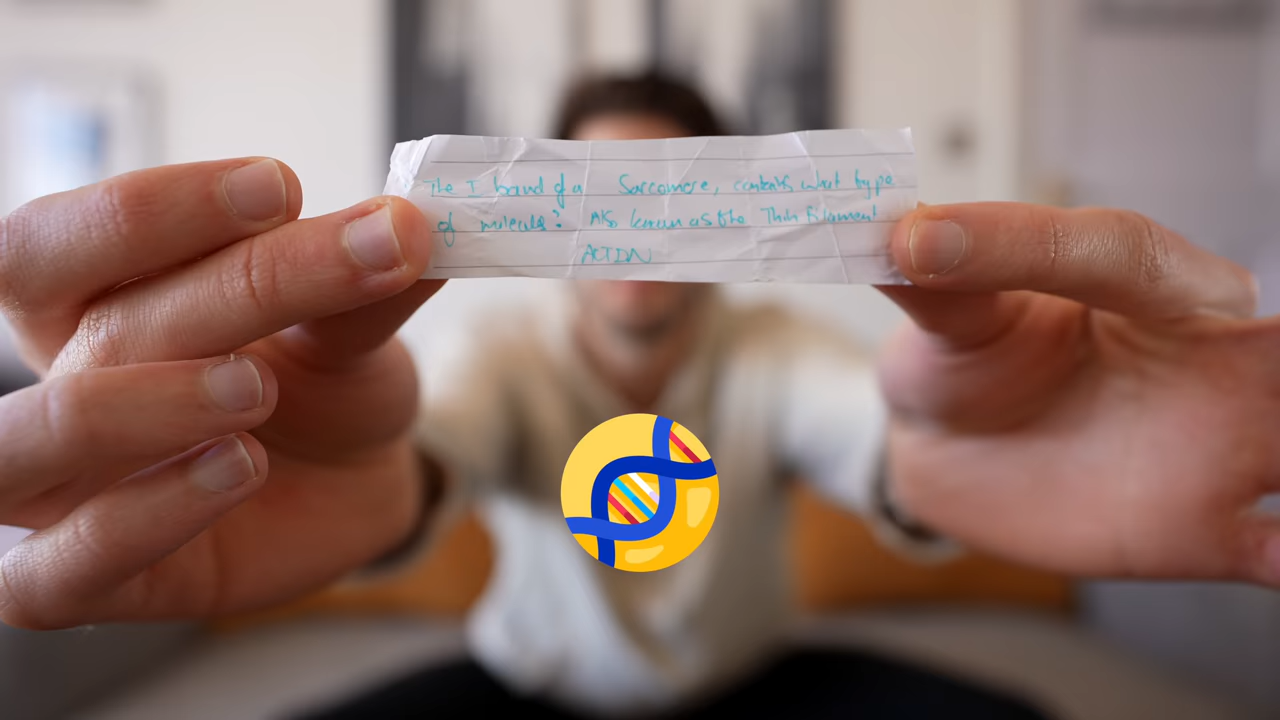 The I band of a Sarcomere, contains what type
of molecule? Also known as the Thin filament
ACTIN